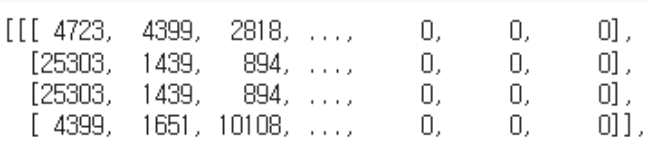 [[[ 4723, 4399, 2818, ..., 0, 0, 0],
[25303, 1439, 894, ..., 0, 0, 0],
[25303, 1439, 894, ..., 0, 0, 0],
[ 4399, 1651, 10108, ..., 0, 0, 0]],